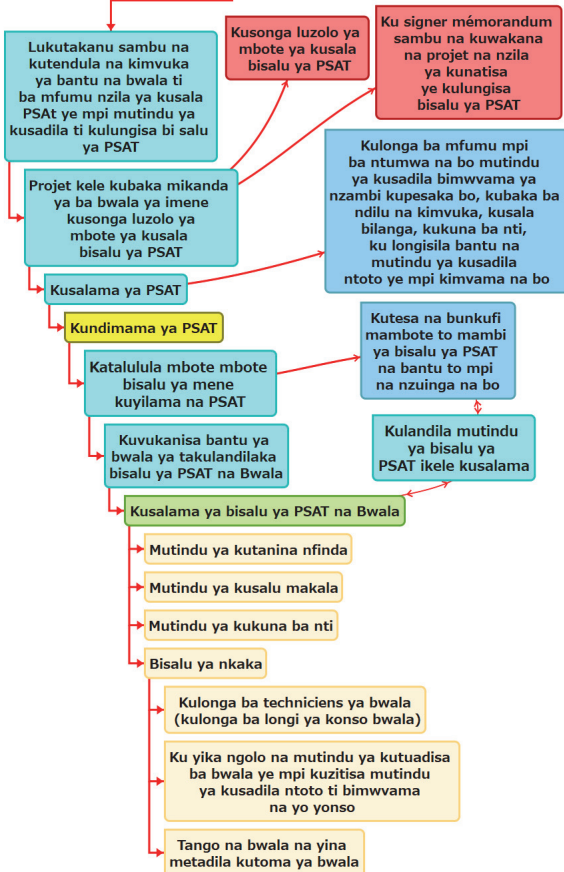 Lukutakanu sambu na
kutendula na kimvuka
ya bantu na bwala ti
ba mfumu nzila ya kusala
PSAt ye mpi mutindu ya
kusadila ti kulungisa bi salu
ya PSAT
Kusonga luzolo ya
mbote ya kusala
bisalu ya PSAT
Ku signer mémorandum
sambu na kuwakana
na projet na nzila
ya kunatisa
ye kulungisa
bisalu ya PSAT
Projet kele kubaka mikanda
ya ba bwala ya imene
kusonga luzolo ya
mbote ya kusala
bisalu ya PSAT
Kulonga ba mfumu mpi
ba ntumwa na bo mutindu
ya kusadila bimwvama ya
nzambi kupesaka bo, kubaka ba
ndilu na kimvuka, kusala
bilanga, kukuna ba nti,
ku longisila bantu na
mutindu ya kusadila
ntoto ye mpi kimvama na bo
Kusalama ya PSAT
Kundimama ya PSAT
Katalulula mbote mbote
bisalu ya mene
kuyilama na PSAT
Kutesa na bunkufi
mambote to mambi
ya bisalu ya PSAT
na bantu to mpi
na nzuinga na bo
Kuvukanisa bantu ya
bwala ya takulandilaka
bisalu ya PSAT na Bwala
Kulandila mutindu
ya bisalu ya
PSAT ikele kusalama
Kusalama ya bisalu ya PSAT na Bwala
Mutindu ya kutanina nfinda
Mutindu ya kusalu makala
Mutindu ya kukuna ba nti
Bisalu ya nkaka
Kulonga ba techniciens ya bwala
(kulonga ba longi ya konso bwala)
Ku yika ngolo na mutindu ya kutuadisa
ba bwala ye mpi kuzitisa mutindu
ya kusadila ntoto ti bimwvama
na yo yonso
Tango na bwala na yina
metadila kutoma ya bwala